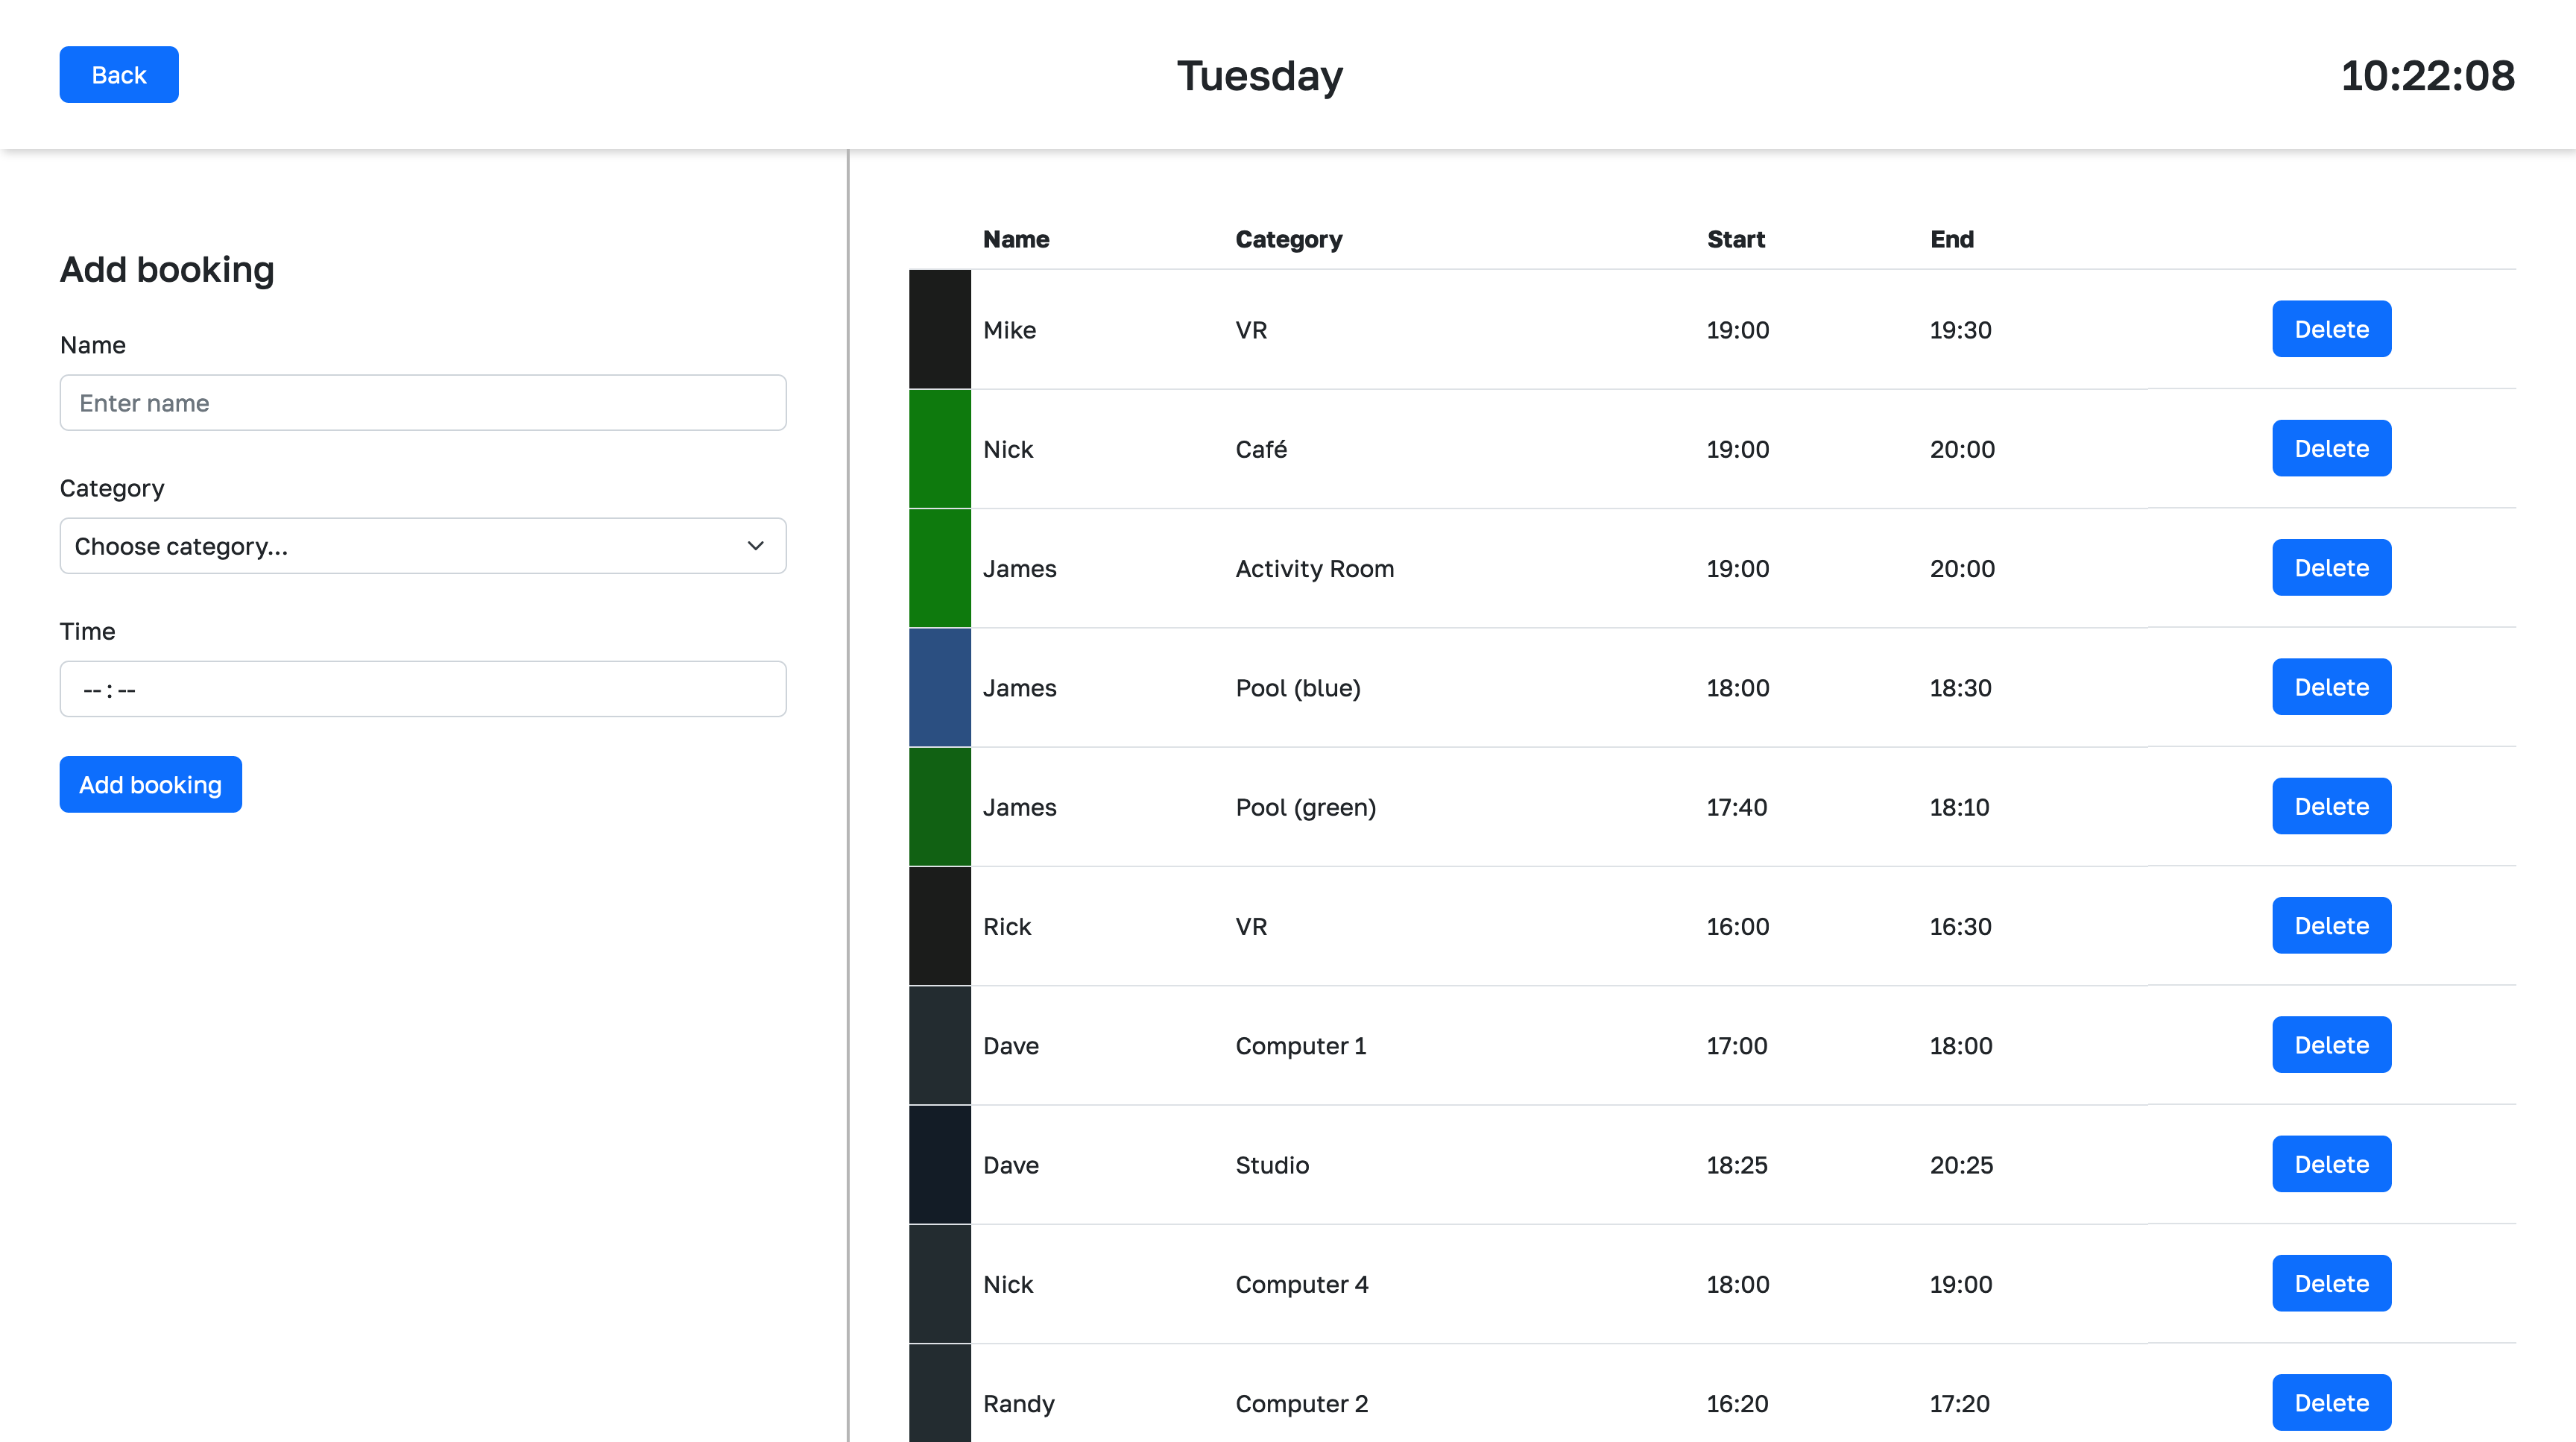 Back
Tuesday
10:22:08
Add booking
Name
Enter name
Category
Choose category...
Time
--:--
Add booking
Name Category Start End
Mike VR 19:00 19:30 Delete
Nick Café 19:00 20:00 Delete
James Activity Room 19:00 20:00 Delete
James Pool (blue) 18:00 18:30 Delete
James Pool (green) 17:40 18:10 Delete
Rick VR 16:00 16:30 Delete
Dave Computer 1 17:00 18:00 Delete
Dave Studio 18:25 20:25 Delete
Nick Computer 4 18:00 19:00 Delete
Randy Computer 2 16:20 17:20 Delete